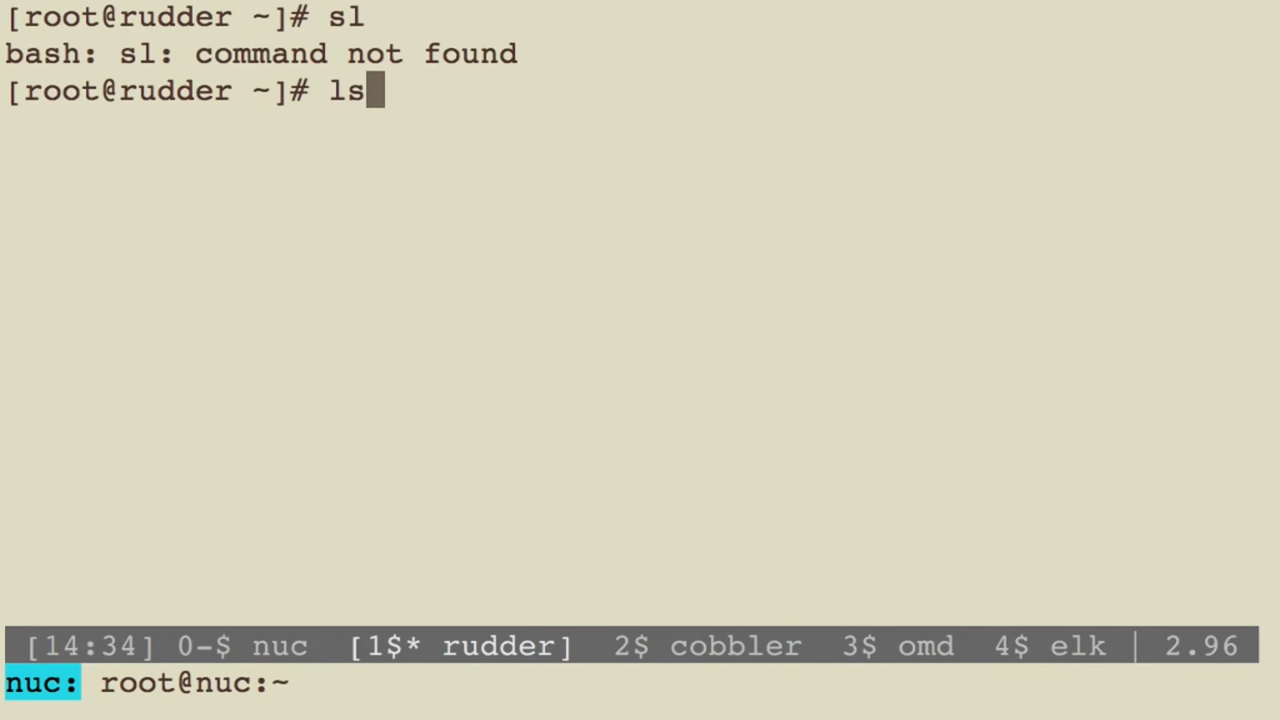 [root@rudder ~]# sl
bash: sl: command not found
[root@rudder ~]# ls
[14:34] 0-$ nuc [1$* rudder] 2$ cobbler 3$ omd 4$ elk | 2.96
nuc: root@nuc:~